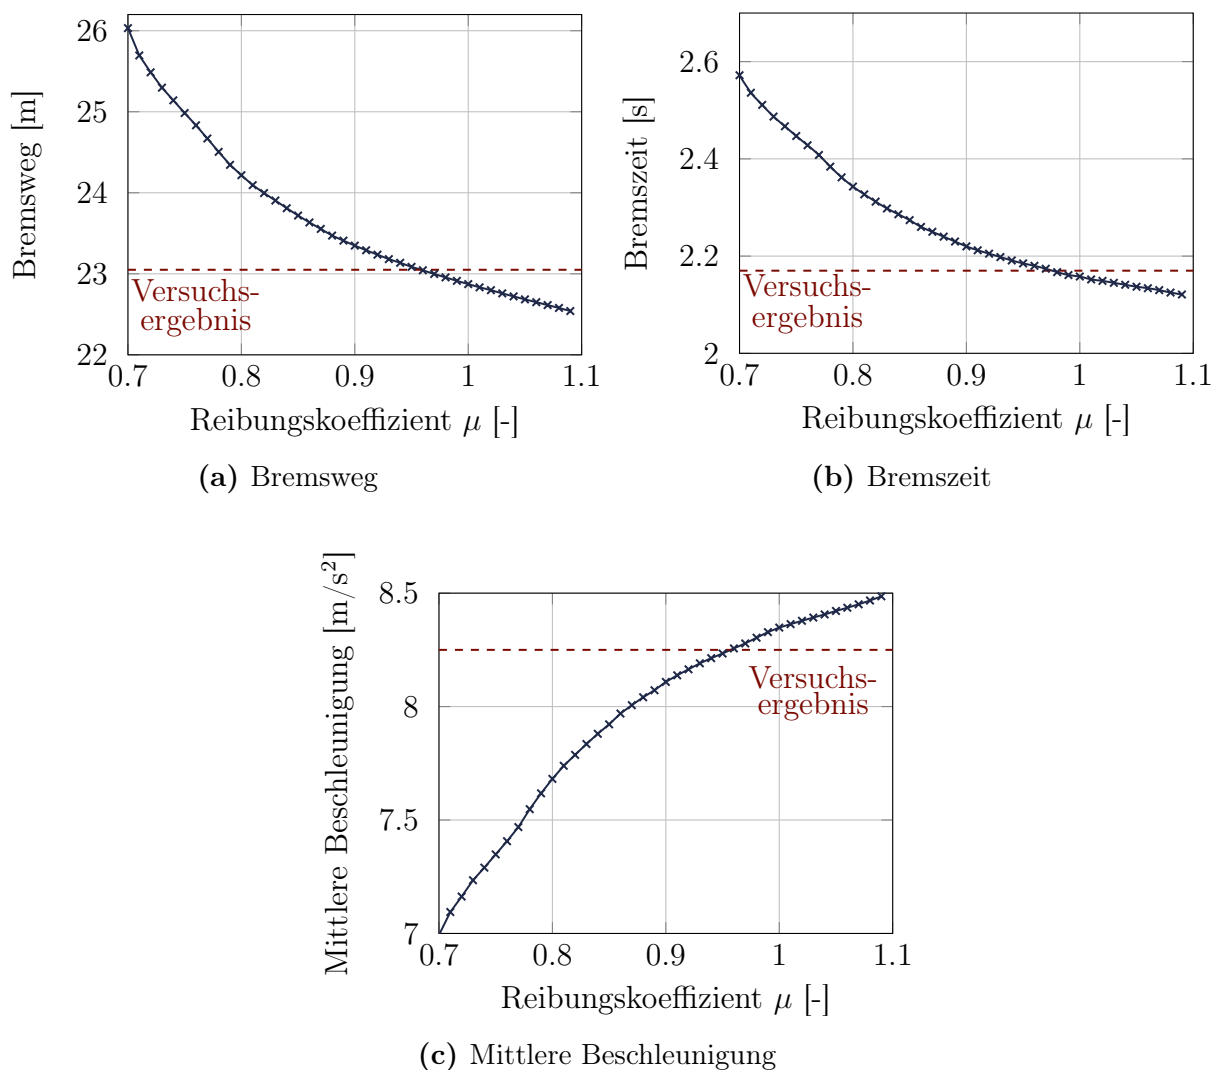 Bremsweg [m]
26
25
24
23
22
0.7 0.8 0.9 1 1.1
Versuchs-
ergebnis
Reibungskoeffizient μ [-]
(a) Bremsweg
Bremszeit [s]
2.6
2.4
2.2
2
0.7 0.8 0.9 1 1.1
Versuchs-
ergebnis
Reibungskoeffizient μ [-]
(b) Bremszeit
Mittlere Beschleunigung [m/s²]
8.5
8
7.5
7
0.7 0.8 0.9 1 1.1
Versuchs-
ergebnis
Reibungskoeffizient μ [-]
(c) Mittlere Beschleunigung